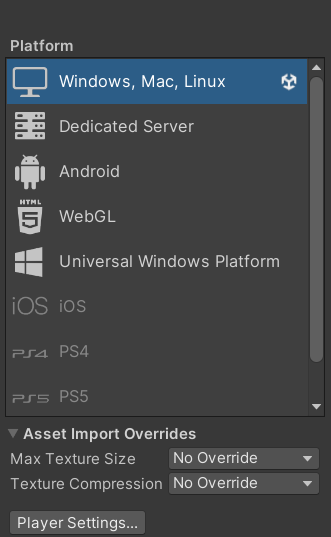 Platform
Windows, Mac, Linux
Dedicated Server
Android
HTML
5 WebGL
Universal Windows Platform
iOS iOS
PS4 PS4
PS5 PS5
Asset Import Overrides
Max Texture Size No Override
Texture Compression No Override
Player Settings...